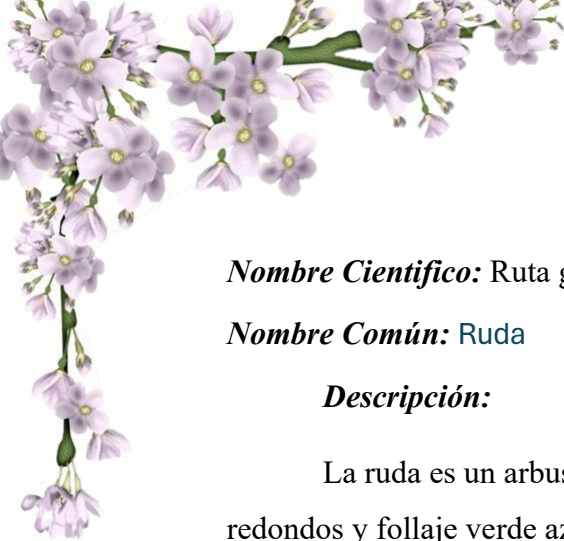 Nombre Cientifico: Ruta g
Nombre Común: Ruda
Descripción:
La ruda es un arbus
redondos y follaje verde az